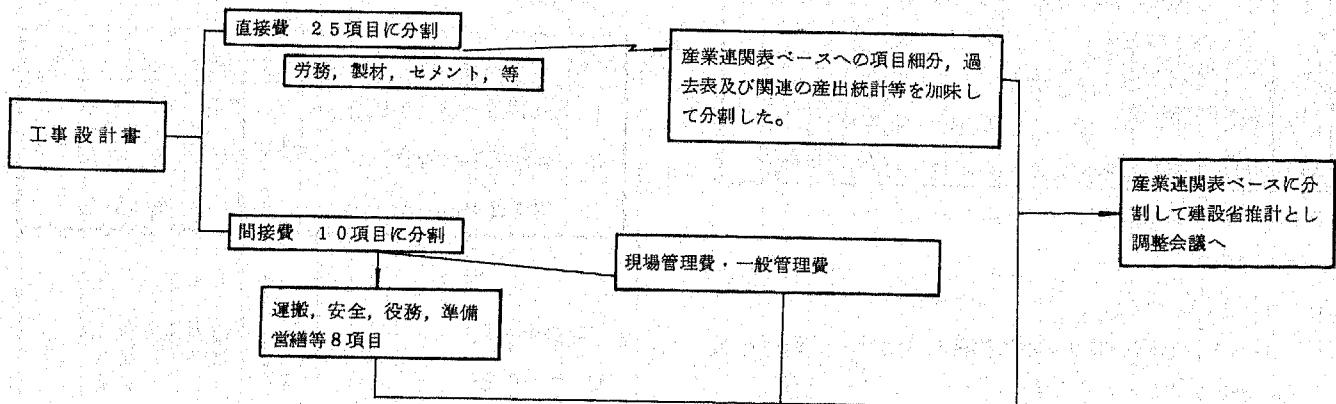 直接費 25項目に分割
労務，製材，セメント，等
産業連関表ベースへの項目細分，過
去表及び関連の産出統計等を加味し
て分割した。
工事設計書
産業連関表ベースに分
割して建設省推計とし
調整会議へ
間接費 10項目に分割
現場管理費・一般管理費
運搬，安全，役務，準備
営繕等8項目